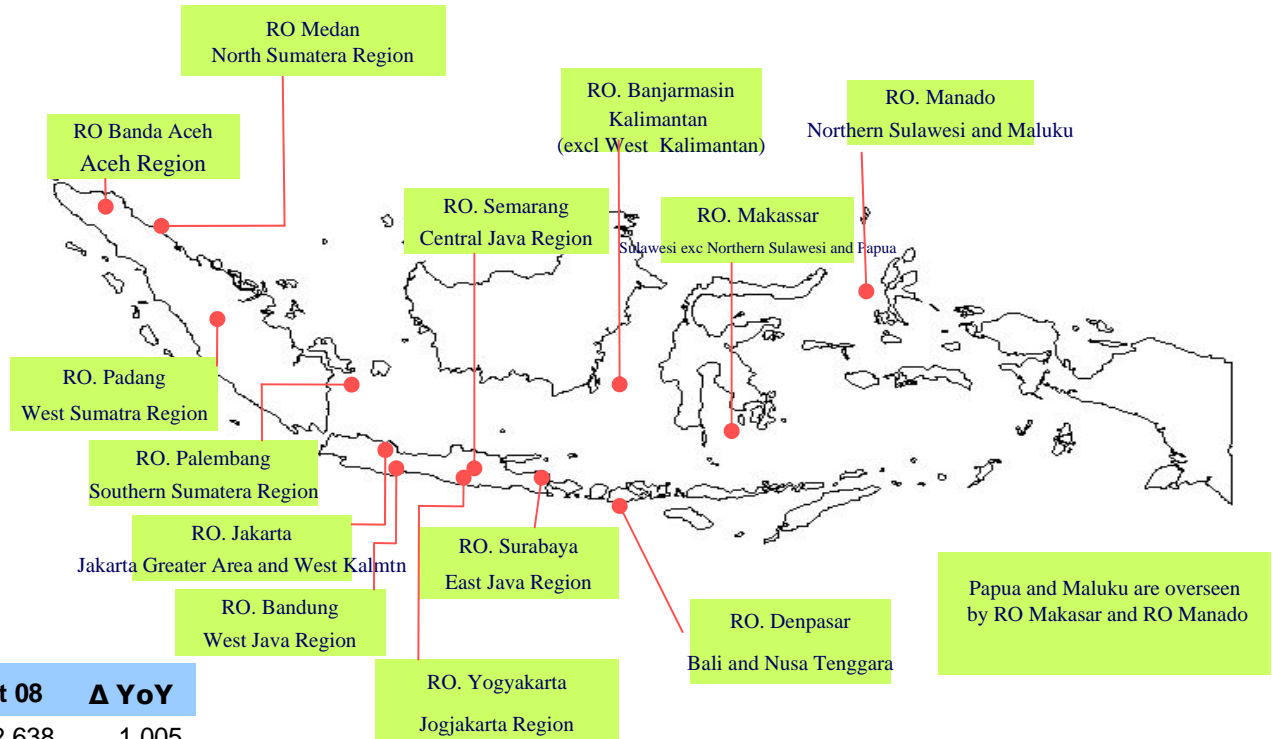 RO Medan
North Sumatera Region
RO Banda Aceh
Aceh Region
RO. Banjarmasin
Kalimantan
(excl West Kalimantan)
RO. Manado
Northern Sulawesi and Maluku
RO. Semarang
Central Java Region
RO. Makassar
Sulawesi exc Northern Sulawesi and Papua
RO. Padang
West Sumatra Region
RO. Palembang
Southern Sumatera Region
RO. Jakarta
Jakarta Greater Area and West Kalmtn
RO. Surabaya
East Java Region
RO. Bandung
West Java Region
RO. Denpasar
Bali and Nusa Tenggara
Papua and Maluku are overseen
by RO Makasar and RO Manado
RO. Yogyakarta
Jogjakarta Region
t 08 Δ YoY
638 1,005